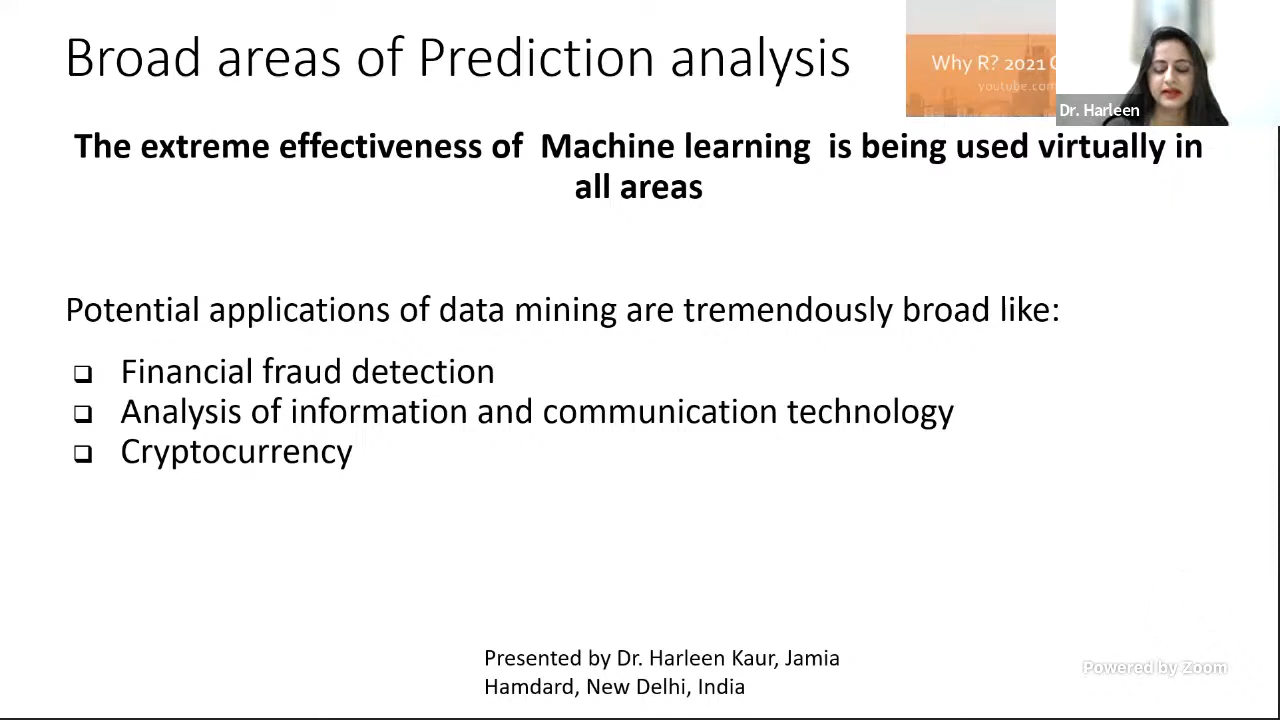 Broad areas of Prediction analysis
Why R? 2021
youtube.com
Dr. Harleen
The extreme effectiveness of Machine learning is being used virtually in
all areas
Potential applications of data mining are tremendously broad like:
Financial fraud detection
Analysis of information and communication technology
Cryptocurrency
Presented by Dr. Harleen Kaur, Jamia
Hamdard, New Delhi, India
Powered by Zoom